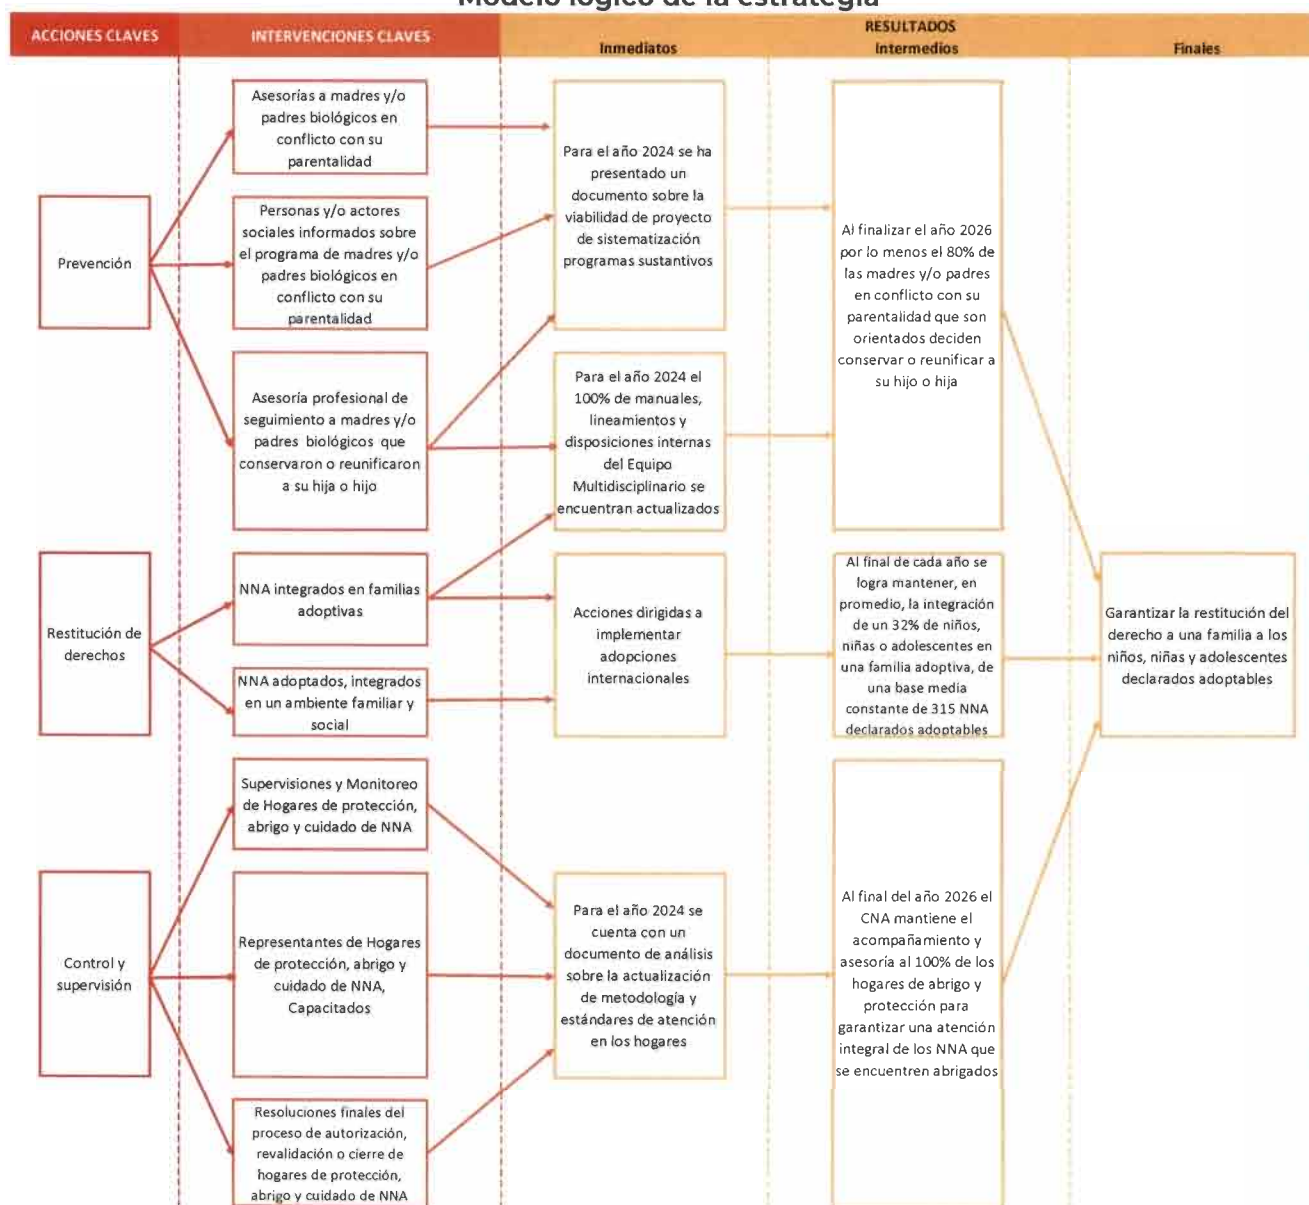 Modelo lógico de la estrategia
ACCIONES CLAVES
INTERVENCIONES CLAVES
RESULTADOS
Inmediatos
Intermedios
Finales
Prevención
Asesorías a madres y/o
padres biológicos en
conflicto con su
parentalidad
Personas y/o actores
sociales informados sobre
el programa de madres y/o
padres biológicos en
conflicto con su
parentalidad
Asesoría profesional de
seguimiento a madres y/o
padres biológicos que
conservaron o reunificaron
a su hija o hijo
Para el año 2024 se ha
presentado un
documento sobre la
viabilidad de proyecto
de sistematización
programas sustantivos
Para el año 2024 el
100% de manuales,
lineamientos y
disposiciones internas
del Equipo
Multidisciplinario se
encuentran actualizados
Al finalizar el año 2026
por lo menos el 80% de
las madres y/o padres
en conflicto con su
parentalidad que son
orientados deciden
conservar o reunificar a
su hijo o hija
Restitución de
derechos
NNA integrados en familias
adoptivas
NNA adoptados, integrados
en un ambiente familiar y
social
Acciones dirigidas a
implementar
adopciones
internacionales
Al final de cada año se
logra mantener, en
promedio, la integración
de un 32% de niños,
niñas o adolescentes en
una familia adoptiva, de
una base media
constante de 315 NNA
declarados adoptables
Garantizar la restitución del
derecho a una familia a los
niños, niñas y adolescentes
declarados adoptables
Control y
supervisión
Supervisiones y Monitoreo
de Hogares de protección,
abrigo y cuidado de NNA
Representantes de Hogares
de protección, abrigo y
cuidado de NNA,
Capacitados
Resoluciones finales del
proceso de autorización,
revalidación o cierre de
hogares de protección,
abrigo y cuidado de NNA
Para el año 2024 se
cuenta con un
documento de análisis
sobre la actualización
de metodología y
estándares de atención
en los hogares
Al final del año 2026 el
CNA mantiene el
acompañamiento y
asesoría al 100% de los
hogares de abrigo y
protección para
garantizar una atención
integral de los NNA que
se encuentren abrigados